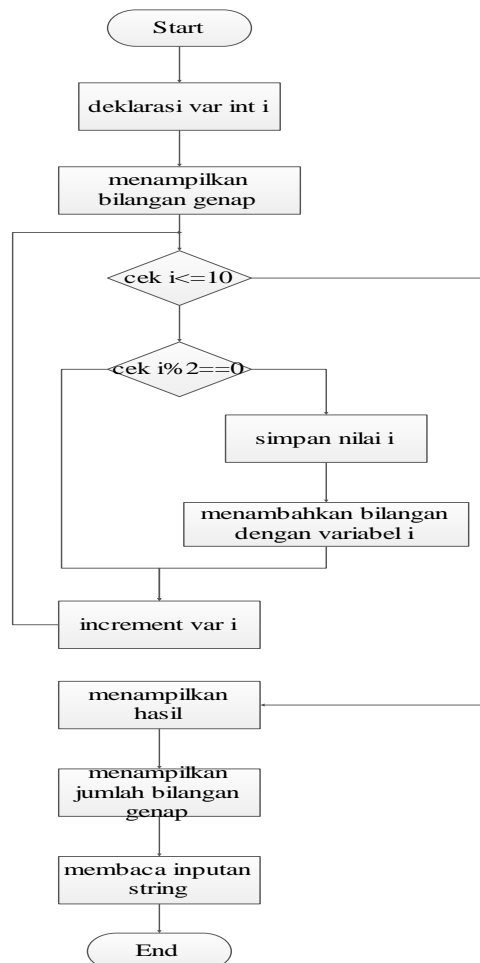 Start
deklarasi var int i
menampilkan
bilangan genap
cek i<=10
cek i%2==0
simpan nilai i
menambahkan bilangan
dengan variabel i
increment var i
menampilkan
hasil
menampilkan
jumlah bilangan
genap
membaca inputan
string
End